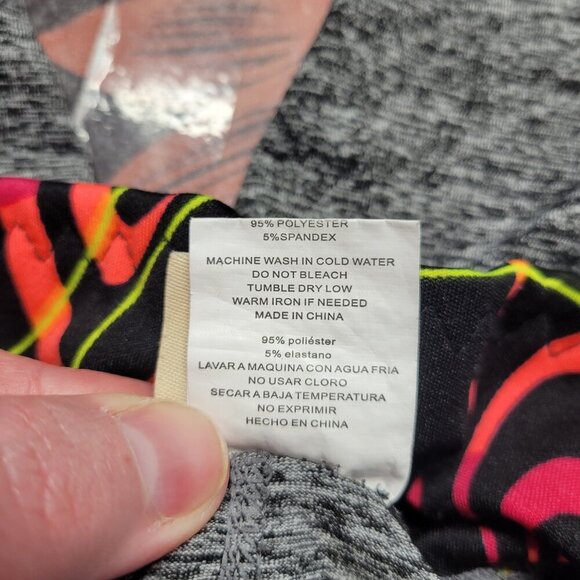 95% POLYESTER
5%SPANDEX
MACHINE WASH IN COLD WATER
DO NOT BLEACH
TUMBLE DRY LOW
WARM IRON IF NEEDED
MADE IN CHINA
95% poliéster
5% elastano
LAVAR A MAQUINA CON AGUA FRIA
NO USAR CLORO
SECAR A BAJA TEMPERATURA
NO EXPRIMIR
HECHO EN CHINA